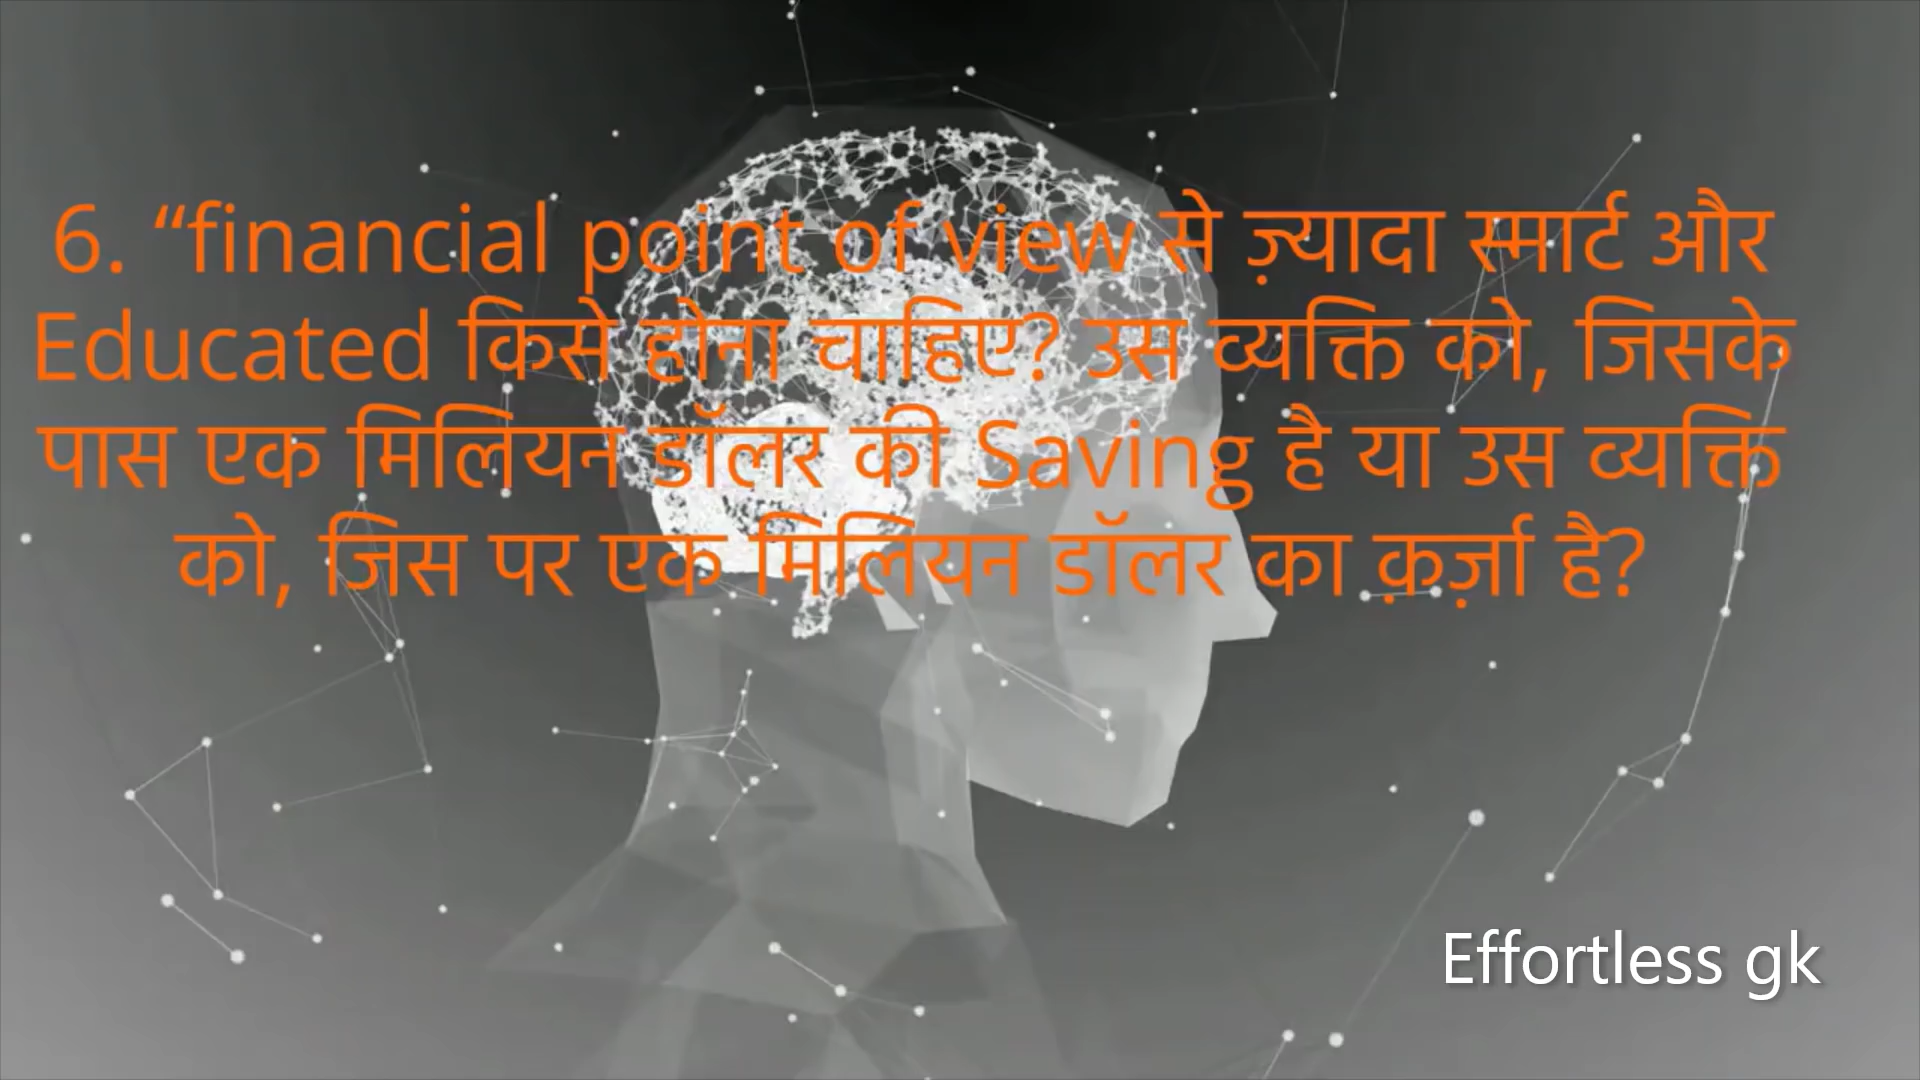 6. “financial point of view से ज़्यादा स्मार्ट और
Educated किसे होना चाहिए? उस व्यक्ति को, जिसके
पास एक मिलियन डॉलर की Saving है या उस व्यक्ति
को, जिस पर एक मिलियन डॉलर का क़र्ज़ा है?
Effortless gk